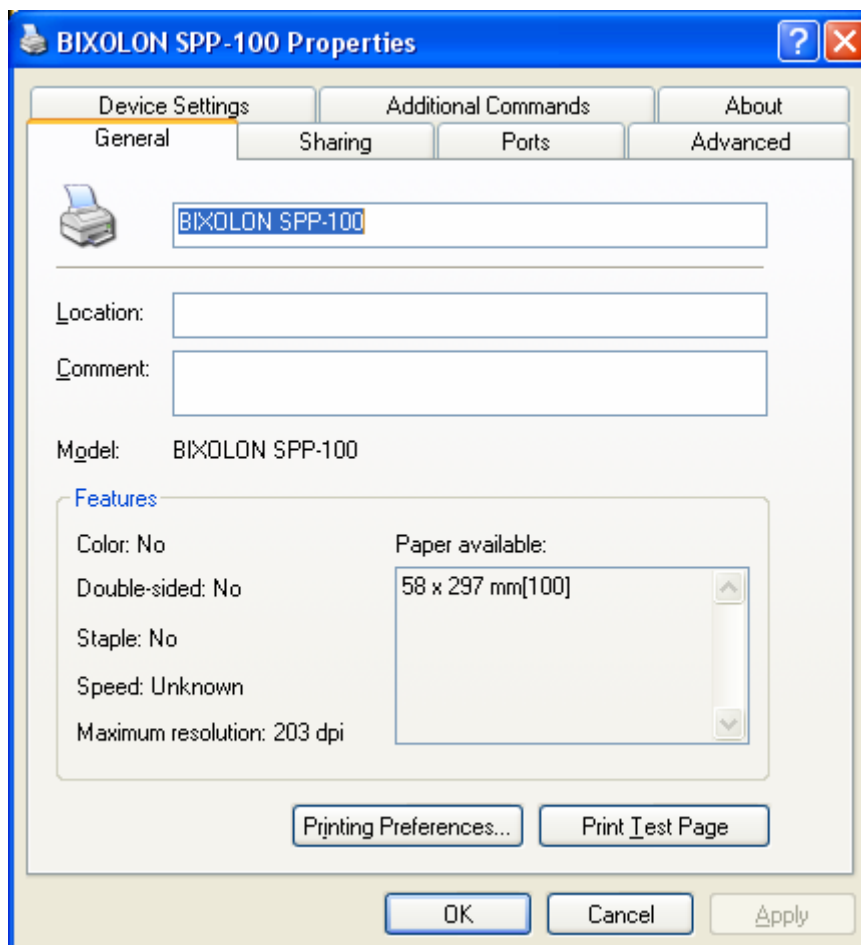 BIXOLON SPP-100 Properties
Device Settings Additional Commands About
General Sharing Ports Advanced
BIXOLON SPP-100
Location:
Comment:
Model: BIXOLON SPP-100
Features
Color: No Paper available:
Double-sided: No 58 x 297 mm[100]
Staple: No
Speed: Unknown
Maximum resolution: 203 dpi
Printing Preferences... Print Test Page
OK Cancel Apply